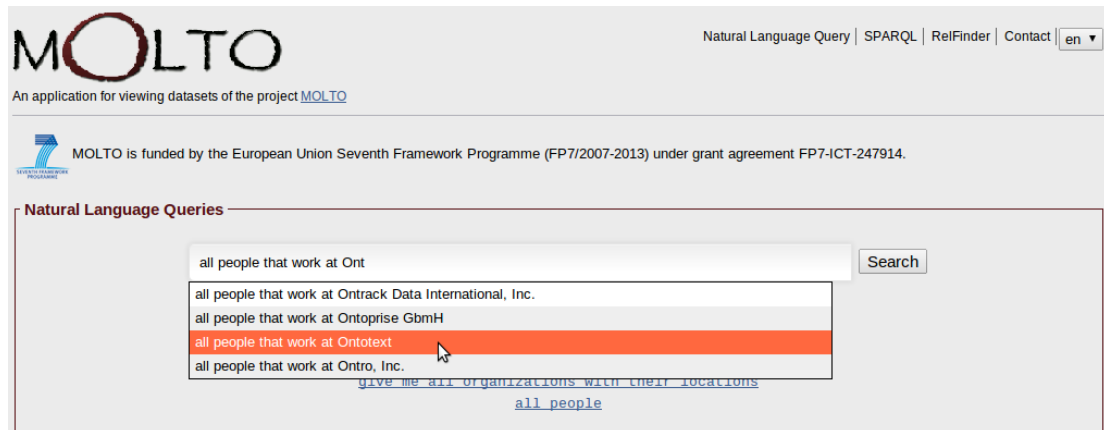 MOLTO
Natural Language Query | SPARQL | RelFinder | Contact | en ▼
An application for viewing datasets of the project MOLTO
7
SEVENTH FRAMEWORK
PROGRAMME
MOLTO is funded by the European Union Seventh Framework Programme (FP7/2007-2013) under grant agreement FP7-ICT-247914.
Natural Language Queries
all people that work at Ont
Search
all people that work at Ontrack Data International, Inc.
all people that work at Ontoprise GbmH
all people that work at Ontotext
all people that work at Ontro, Inc.
give me all organizations with their locations
all people